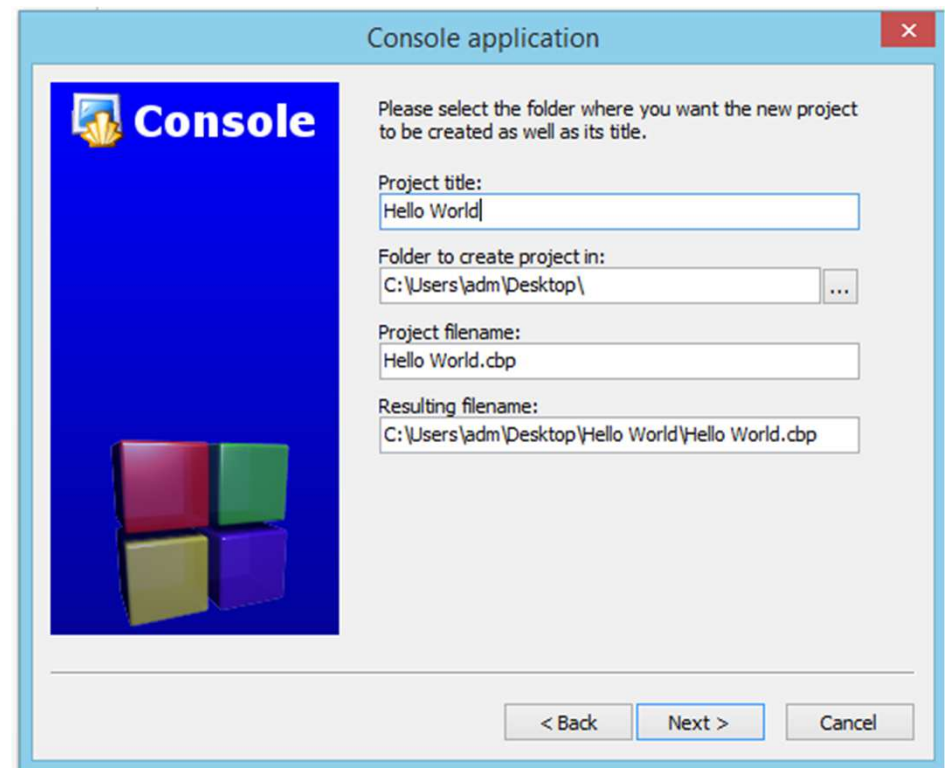 Console application
Console
Please select the folder where you want the new project
to be created as well as its title.
Project title:
Hello World
Folder to create project in:
C:\Users\adm\Desktop\
...
Project filename:
Hello World.cbp
Resulting filename:
C:\Users\adm\Desktop\Hello World\Hello World.cbp
< Back
Next >
Cancel